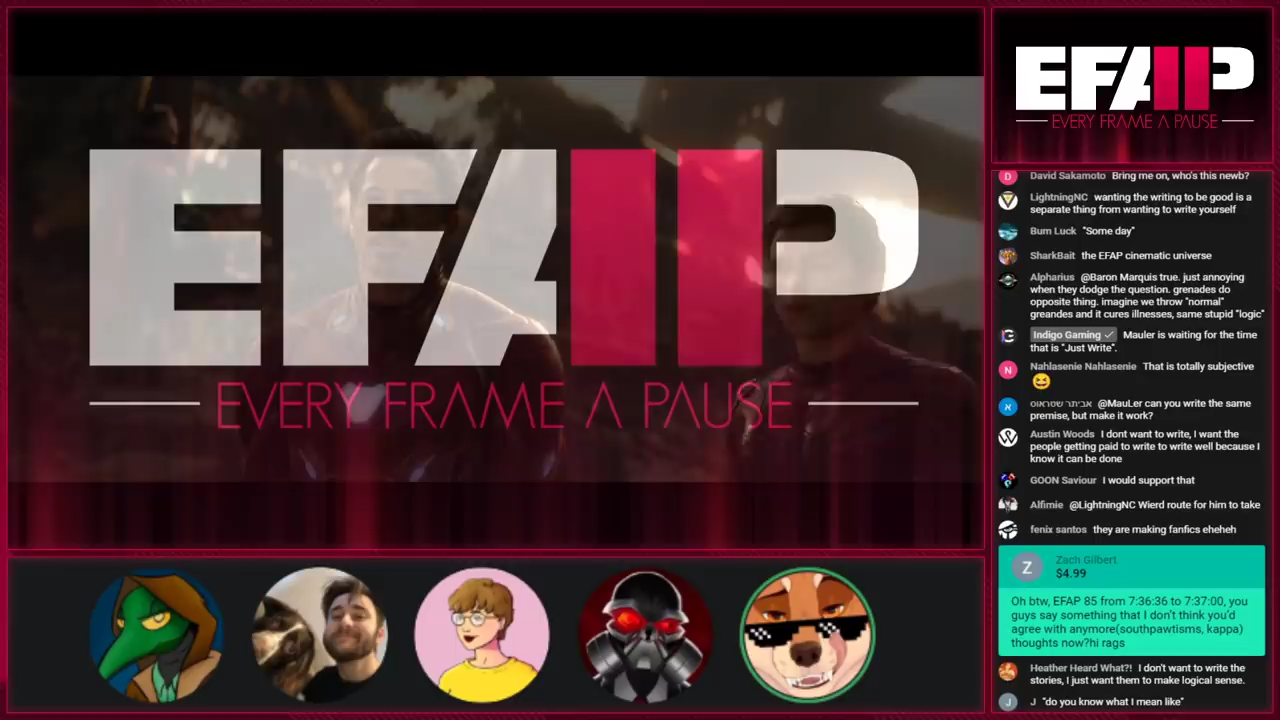 EFAP
EVERY FRAME A PAUSE
EFAP
EVERY FRAME A PAUSE
D David Sakamoto Bring me on, who's this newb?
LightningNC wanting the writing to be good is a
separate thing from wanting to write yourself
Bum Luck "Some day"
SharkBait the EFAP cinematic universe
Alpharius @Baron Marquis true. just annoying
when they dodge the question. grenades do
opposite thing. imagine we throw "normal"
greandes and it cures illnesses, same stupid "logic"
Indigo Gaming ✓ Mauler is waiting for the time
that is "Just Write".
N Nahlasenie Nahlasenie That is totally subjective
😆
א אביתר שטראוס @MauLer can you write the same
premise, but make it work?
Austin Woods I dont want to write, I want the
people getting paid to write to write well because I
know it can be done
GOON Saviour I would support that
Alfimie @LightningNC Wierd route for him to take
fenix santos they are making fanfics eheheh
Z Zach Gilbert
$4.99
Oh btw, EFAP 85 from 7:36:36 to 7:37:00, you
guys say something that I don't think you'd
agree with anymore(southpawtisms, kappa)
thoughts now?hi rags
Heather Heard What?! I don't want to write the
stories, I just want them to make logical sense.
J J "do you know what I mean like"